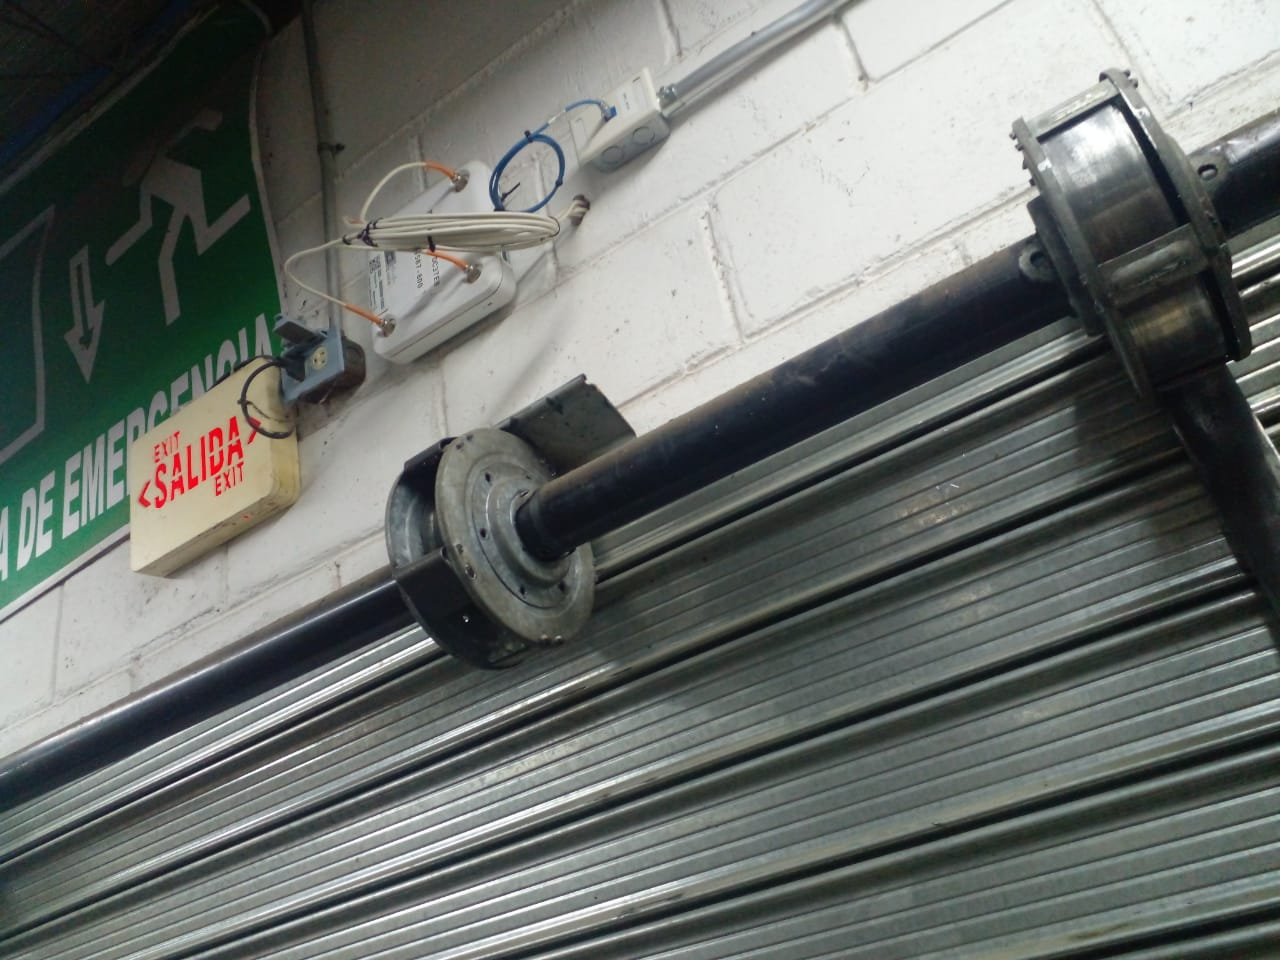 A DE EMERGENCIA
EXIT
<SALIDA>
EXIT